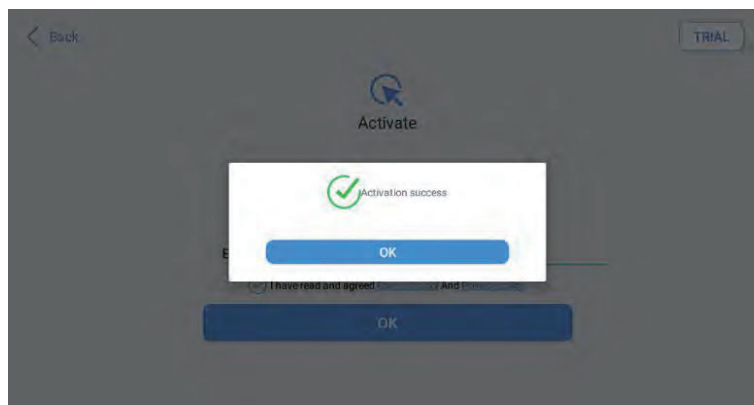 Back
TRIAL
Activate
Activation success
OK
E
I have read and agreed And
OK